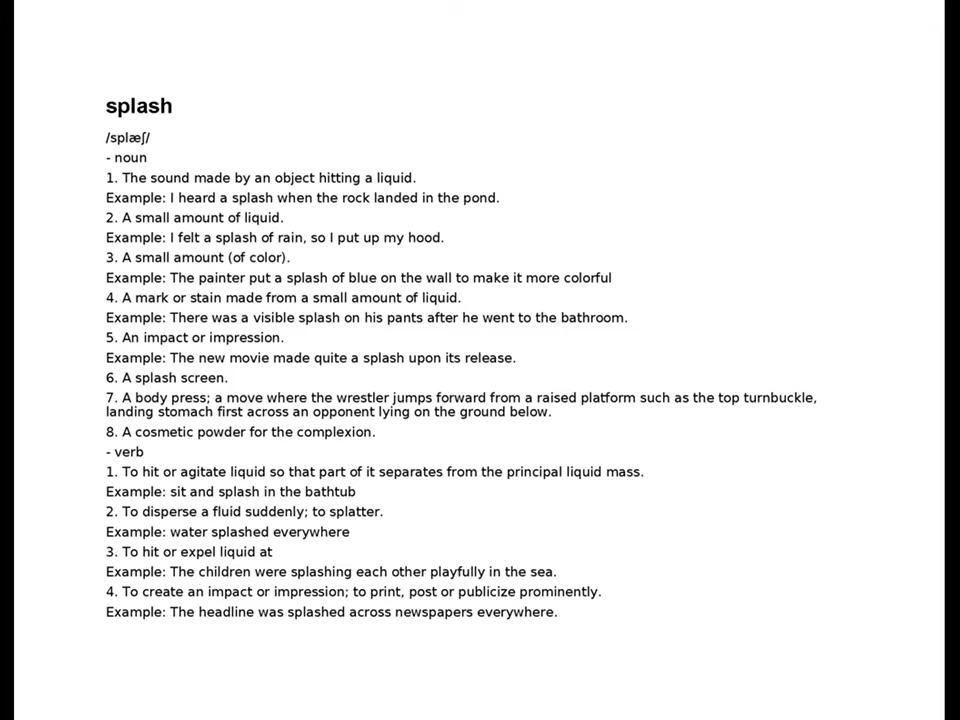 splash
/splæʃ/
- noun
1. The sound made by an object hitting a liquid.
Example: I heard a splash when the rock landed in the pond.
2. A small amount of liquid.
Example: I felt a splash of rain, so I put up my hood.
3. A small amount (of color).
Example: The painter put a splash of blue on the wall to make it more colorful
4. A mark or stain made from a small amount of liquid.
Example: There was a visible splash on his pants after he went to the bathroom.
5. An impact or impression.
Example: The new movie made quite a splash upon its release.
6. A splash screen.
7. A body press; a move where the wrestler jumps forward from a raised platform such as the top turnbuckle,
landing stomach first across an opponent lying on the ground below.
8. A cosmetic powder for the complexion.
- verb
1. To hit or agitate liquid so that part of it separates from the principal liquid mass.
Example: sit and splash in the bathtub
2. To disperse a fluid suddenly; to splatter.
Example: water splashed everywhere
3. To hit or expel liquid at
Example: The children were splashing each other playfully in the sea.
4. To create an impact or impression; to print, post or publicize prominently.
Example: The headline was splashed across newspapers everywhere.